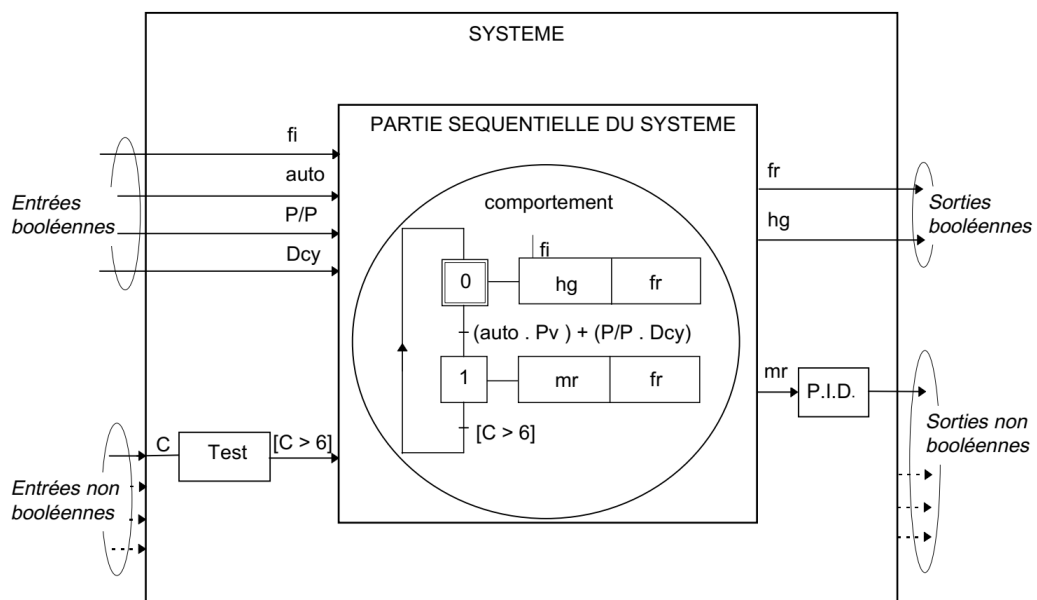 SYSTEME
PARTIE SEQUENTIELLE DU SYSTEME
fi
auto
P/P
Dcy
Entrées
booléennes
comportement
fi
0
hg
fr
(auto . Pv ) + (P/P . Dcy)
1
mr
fr
[C > 6]
fr
hg
Sorties
booléennes
mr
P.I.D.
Sorties non
booléennes
C
Test
[C > 6]
Entrées non
booléennes